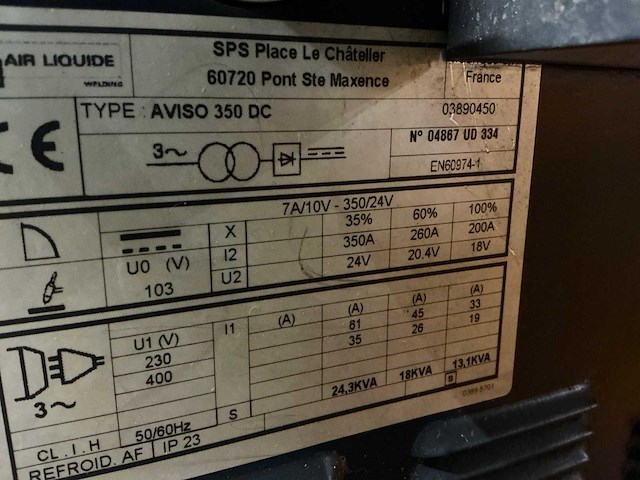 AIR LIQUIDE
WELDING
SPS Place Le Châtelier
60720 Pont Ste Maxence
France
TYPE : AVISO 350 DC
03890450
CE
3~
N° 04867 UD 334
EN60974-1
7A/10V - 350/24V
X 35% 60% 100%
I2 350A 260A 200A
U2 24V 20.4V 18V
U0 (V)
103
U1 (V) I1 (A) (A) (A) (A)
230 61 45 33
400 35 26 19
3~
50/60Hz S 24,3KVA 18KVA 13,1KVA
S
CL . I . H IP 23
REFROID. AF